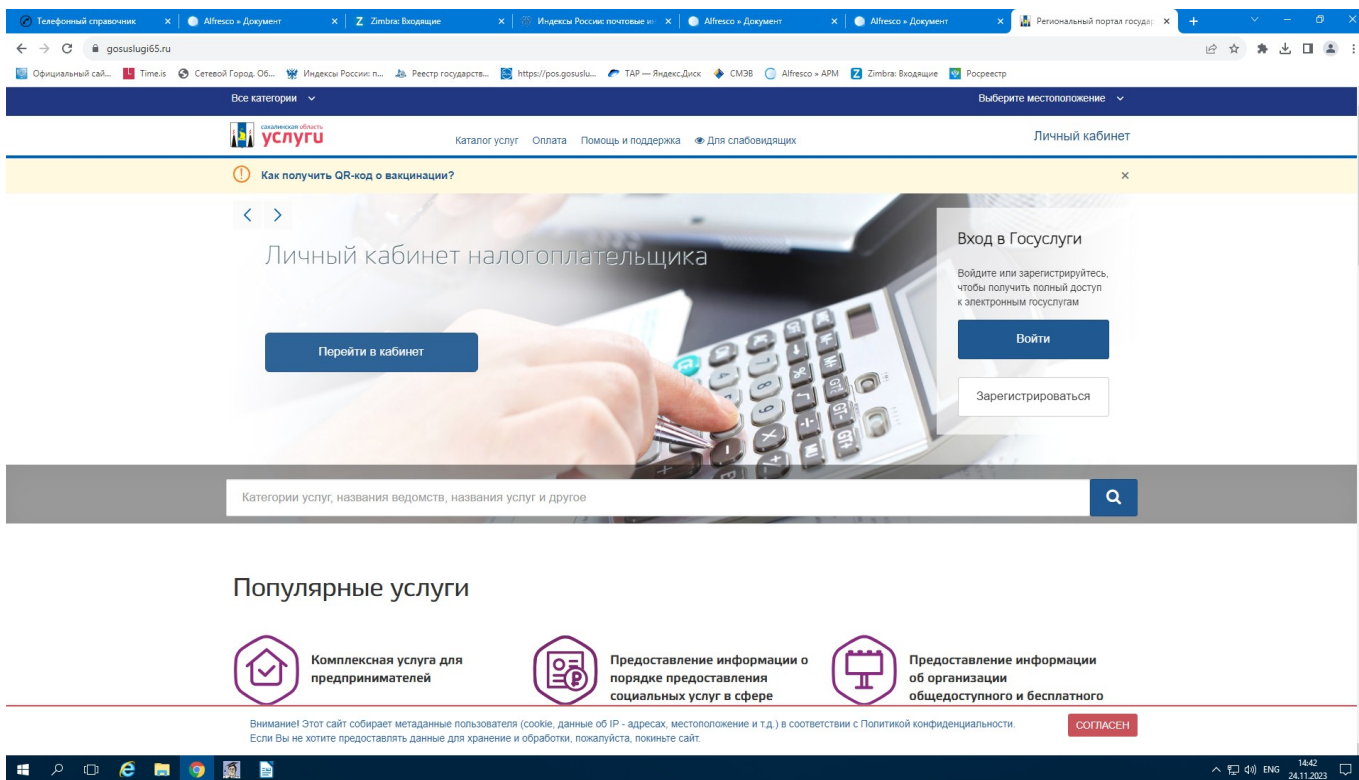 Телефонный справочник
Alfresco » Документ
Zimbra: Входящие
Индексы России: почтовые ин
Alfresco » Документ
Alfresco » Документ
Региональный портал государ
gosuslugi65.ru
Официальный сай...
Time.is
Сетевой Город. Об...
Индексы России: п...
Реестр государств...
https://pos.gosuslu...
ТАР — Яндекс.Диск
СМЭВ
Alfresco » АРМ
Zimbra: Входящие
Росреестр
Все категории
Выберите местоположение
сахалинская область
услуги
Каталог услуг
Оплата
Помощь и поддержка
Для слабовидящих
Личный кабинет
Как получить QR-код о вакцинации?
Личный кабинет налогоплательщика
Перейти в кабинет
Вход в Госуслуги
Войдите или зарегистрируйтесь,
чтобы получить полный доступ
к электронным госуслугам
Войти
Зарегистрироваться
Категории услуг, названия ведомств, названия услуг и другое
Популярные услуги
Комплексная услуга для
предпринимателей
Предоставление информации о
порядке предоставления
социальных услуг в сфере
Предоставление информации
об организации
общедоступного и бесплатного
Внимание! Этот сайт собирает метаданные пользователя (cookie, данные об IP - адресах, местоположение и т.д.) в соответствии с Политикой конфиденциальности.
Если Вы не хотите предоставлять данные для хранения и обработки, пожалуйста, покиньте сайт.
СОГЛАСЕН
ENG
14:42
24.11.2023